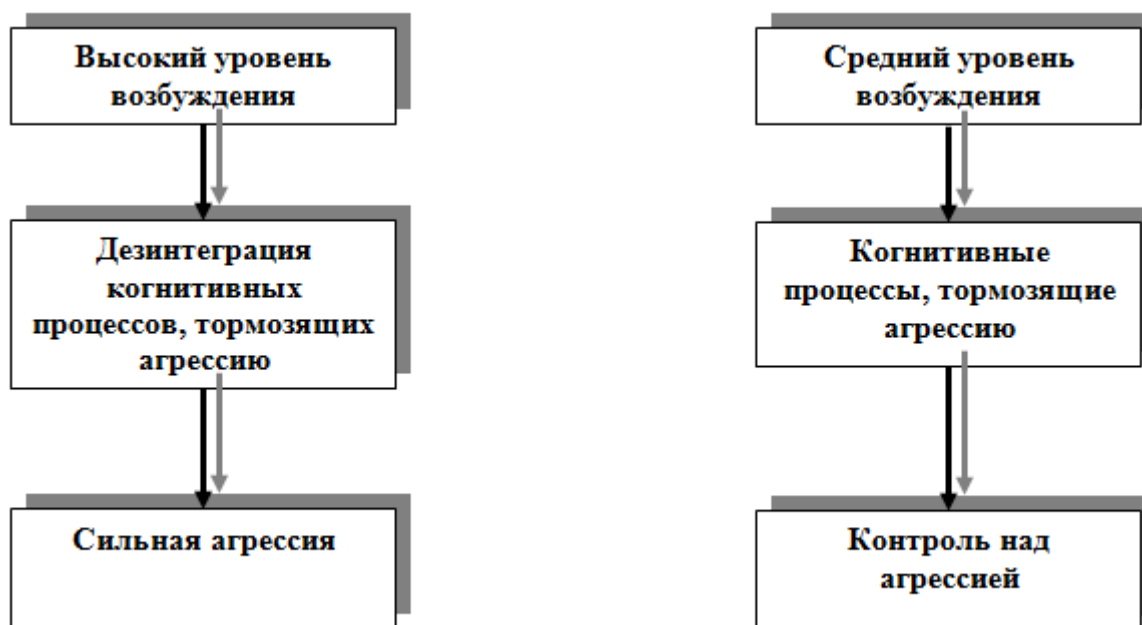 Высокий уровень
возбуждения
Дезинтеграция
когнитивных
процессов, тормозящих
агрессию
Сильная агрессия
Средний уровень
возбуждения
Когнитивные
процессы, тормозящие
агрессию
Контроль над
агрессией